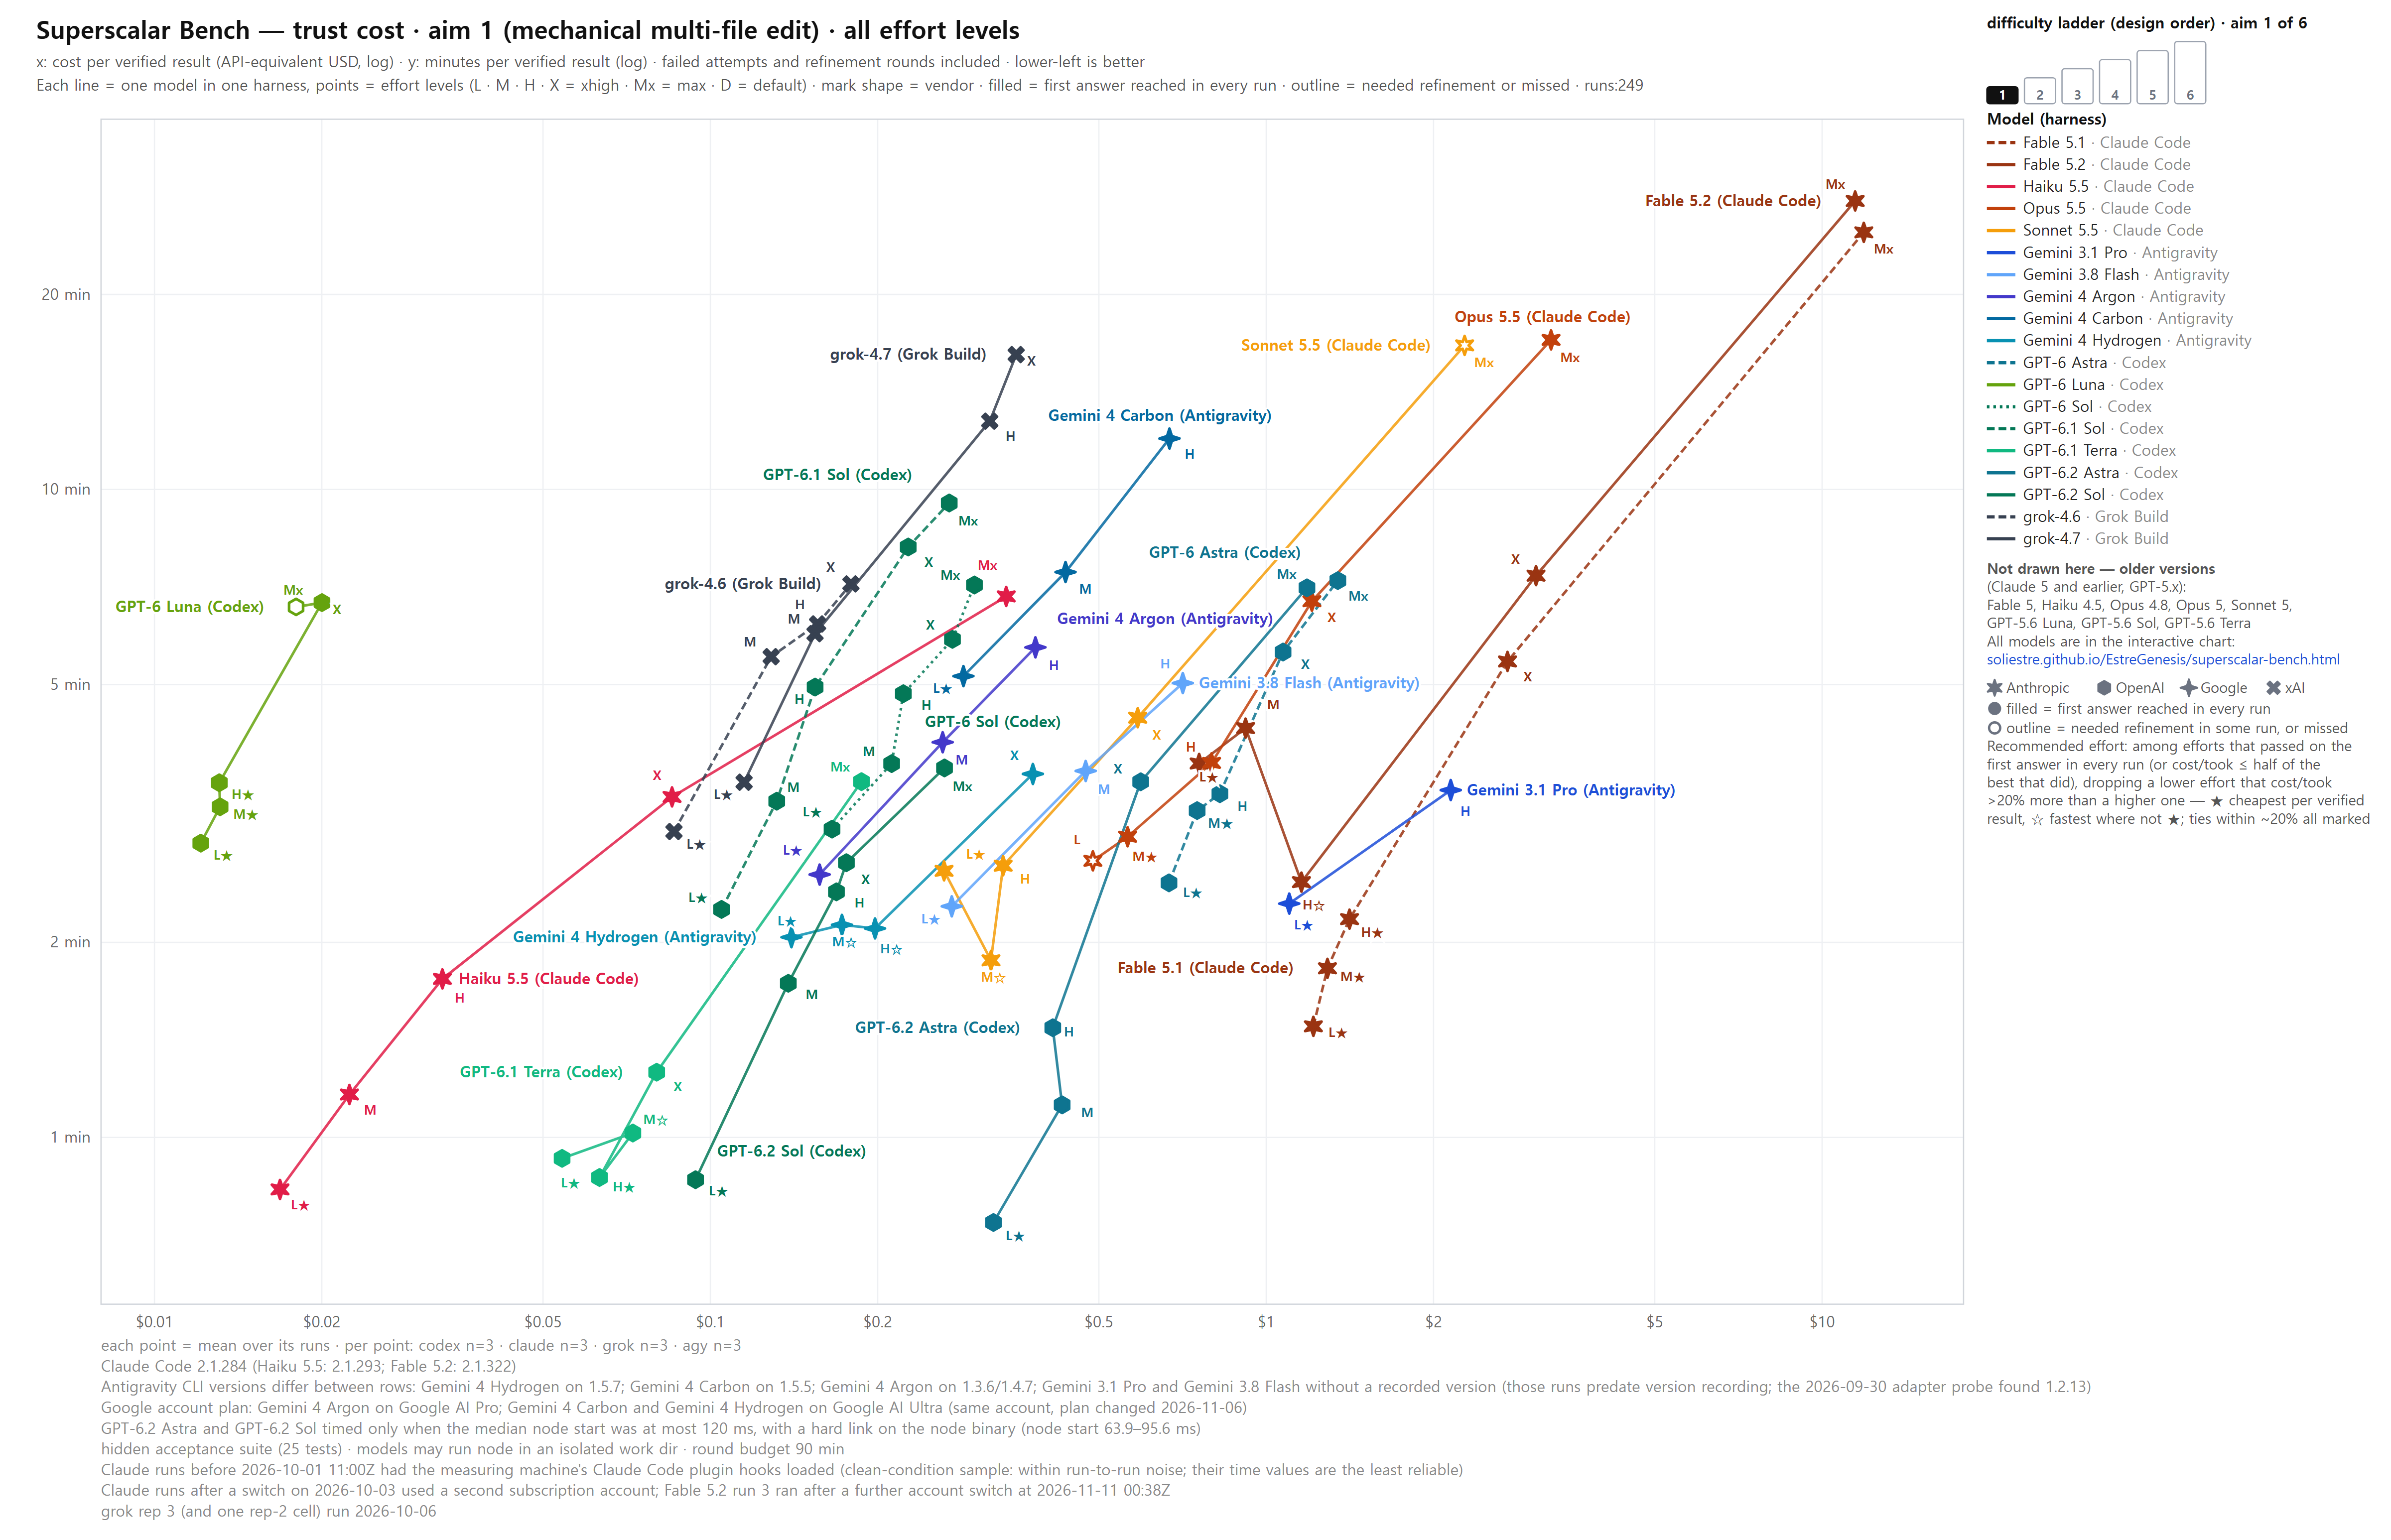 Superscalar Bench — trust cost · aim 1 (mechanical multi-file edit) · all effort levels
x: cost per verified result (API-equivalent USD, log) · y: minutes per verified result (log) · failed attempts and refinement rounds included · lower-left is better
Each line = one model in one harness, points = effort levels (L · M · H · X = xhigh · Mx = max · D = default) · mark shape = vendor · filled = first answer reached in every run · outline = needed refinement or missed · runs:249
difficulty ladder (design order) · aim 1 of 6
1 2 3 4 5 6
Model (harness)
Fable 5.1 · Claude Code
Fable 5.2 · Claude Code
Haiku 5.5 · Claude Code
Opus 5.5 · Claude Code
Sonnet 5.5 · Claude Code
Gemini 3.1 Pro · Antigravity
Gemini 3.8 Flash · Antigravity
Gemini 4 Argon · Antigravity
Gemini 4 Carbon · Antigravity
Gemini 4 Hydrogen · Antigravity
GPT-6 Astra · Codex
GPT-6 Luna · Codex
GPT-6 Sol · Codex
GPT-6.1 Sol · Codex
GPT-6.1 Terra · Codex
GPT-6.2 Astra · Codex
GPT-6.2 Sol · Codex
grok-4.6 · Grok Build
grok-4.7 · Grok Build
Not drawn here — older versions
(Claude 5 and earlier, GPT-5.x):
Fable 5, Haiku 4.5, Opus 4.8, Opus 5, Sonnet 5,
GPT-5.6 Luna, GPT-5.6 Sol, GPT-5.6 Terra
All models are in the interactive chart:
soliestre.github.io/EstreGenesis/superscalar-bench.html
Anthropic OpenAI Google xAI
filled = first answer reached in every run
outline = needed refinement in some run, or missed
Recommended effort: among efforts that passed on the
first answer in every run (or cost/took ≤ half of the
best that did), dropping a lower effort that cost/took
>20% more than a higher one — ★ cheapest per verified
result, ☆ fastest where not ★; ties within ~20% all marked
20 min
10 min
5 min
2 min
1 min
Mx
Fable 5.2 (Claude Code)
Mx
Opus 5.5 (Claude Code)
Sonnet 5.5 (Claude Code)
Mx
Mx
grok-4.7 (Grok Build)
X
H
Gemini 4 Carbon (Antigravity)
H
GPT-6.1 Sol (Codex)
Mx
GPT-6 Astra (Codex)
X
X
Mx
Mx
Mx
X
M
grok-4.6 (Grok Build)
Mx
GPT-6 Luna (Codex)
X
Mx
H
M
X
Gemini 4 Argon (Antigravity)
X
M
H
H
X
X
L★
Gemini 3.8 Flash (Antigravity)
H
H
M
GPT-6 Sol (Codex)
X
M
M
H
X
X
X
Mx
L★
M
Mx
M
Gemini 3.1 Pro (Antigravity)
H
H★
L★
M★
L★
H
M★
L
L★
L★
L★
M★
X
H
L★
L★
H
L★
L★
L★
H☆
H★
L★
Gemini 4 Hydrogen (Antigravity)
M☆
H☆
Haiku 5.5 (Claude Code)
H
M☆
Fable 5.1 (Claude Code)
M★
M
GPT-6.2 Astra (Codex)
H
L★
GPT-6.1 Terra (Codex)
X
M
M
M☆
GPT-6.2 Sol (Codex)
L★
H★
L★
L★
L★
$0.01 $0.02 $0.05 $0.1 $0.2 $0.5 $1 $2 $5 $10
each point = mean over its runs · per point: codex n=3 · claude n=3 · grok n=3 · agy n=3
Claude Code 2.1.284 (Haiku 5.5: 2.1.293; Fable 5.2: 2.1.322)
Antigravity CLI versions differ between rows: Gemini 4 Hydrogen on 1.5.7; Gemini 4 Carbon on 1.5.5; Gemini 4 Argon on 1.3.6/1.4.7; Gemini 3.1 Pro and Gemini 3.8 Flash without a recorded version (those runs predate version recording; the 2026-09-30 adapter probe found 1.2.13)
Google account plan: Gemini 4 Argon on Google AI Pro; Gemini 4 Carbon and Gemini 4 Hydrogen on Google AI Ultra (same account, plan changed 2026-11-06)
GPT-6.2 Astra and GPT-6.2 Sol timed only when the median node start was at most 120 ms, with a hard link on the node binary (node start 63.9–95.6 ms)
hidden acceptance suite (25 tests) · models may run node in an isolated work dir · round budget 90 min
Claude runs before 2026-10-01 11:00Z had the measuring machine's Claude Code plugin hooks loaded (clean-condition sample: within run-to-run noise; their time values are the least reliable)
Claude runs after a switch on 2026-10-03 used a second subscription account; Fable 5.2 run 3 ran after a further account switch at 2026-11-11 00:38Z
grok rep 3 (and one rep-2 cell) run 2026-10-06